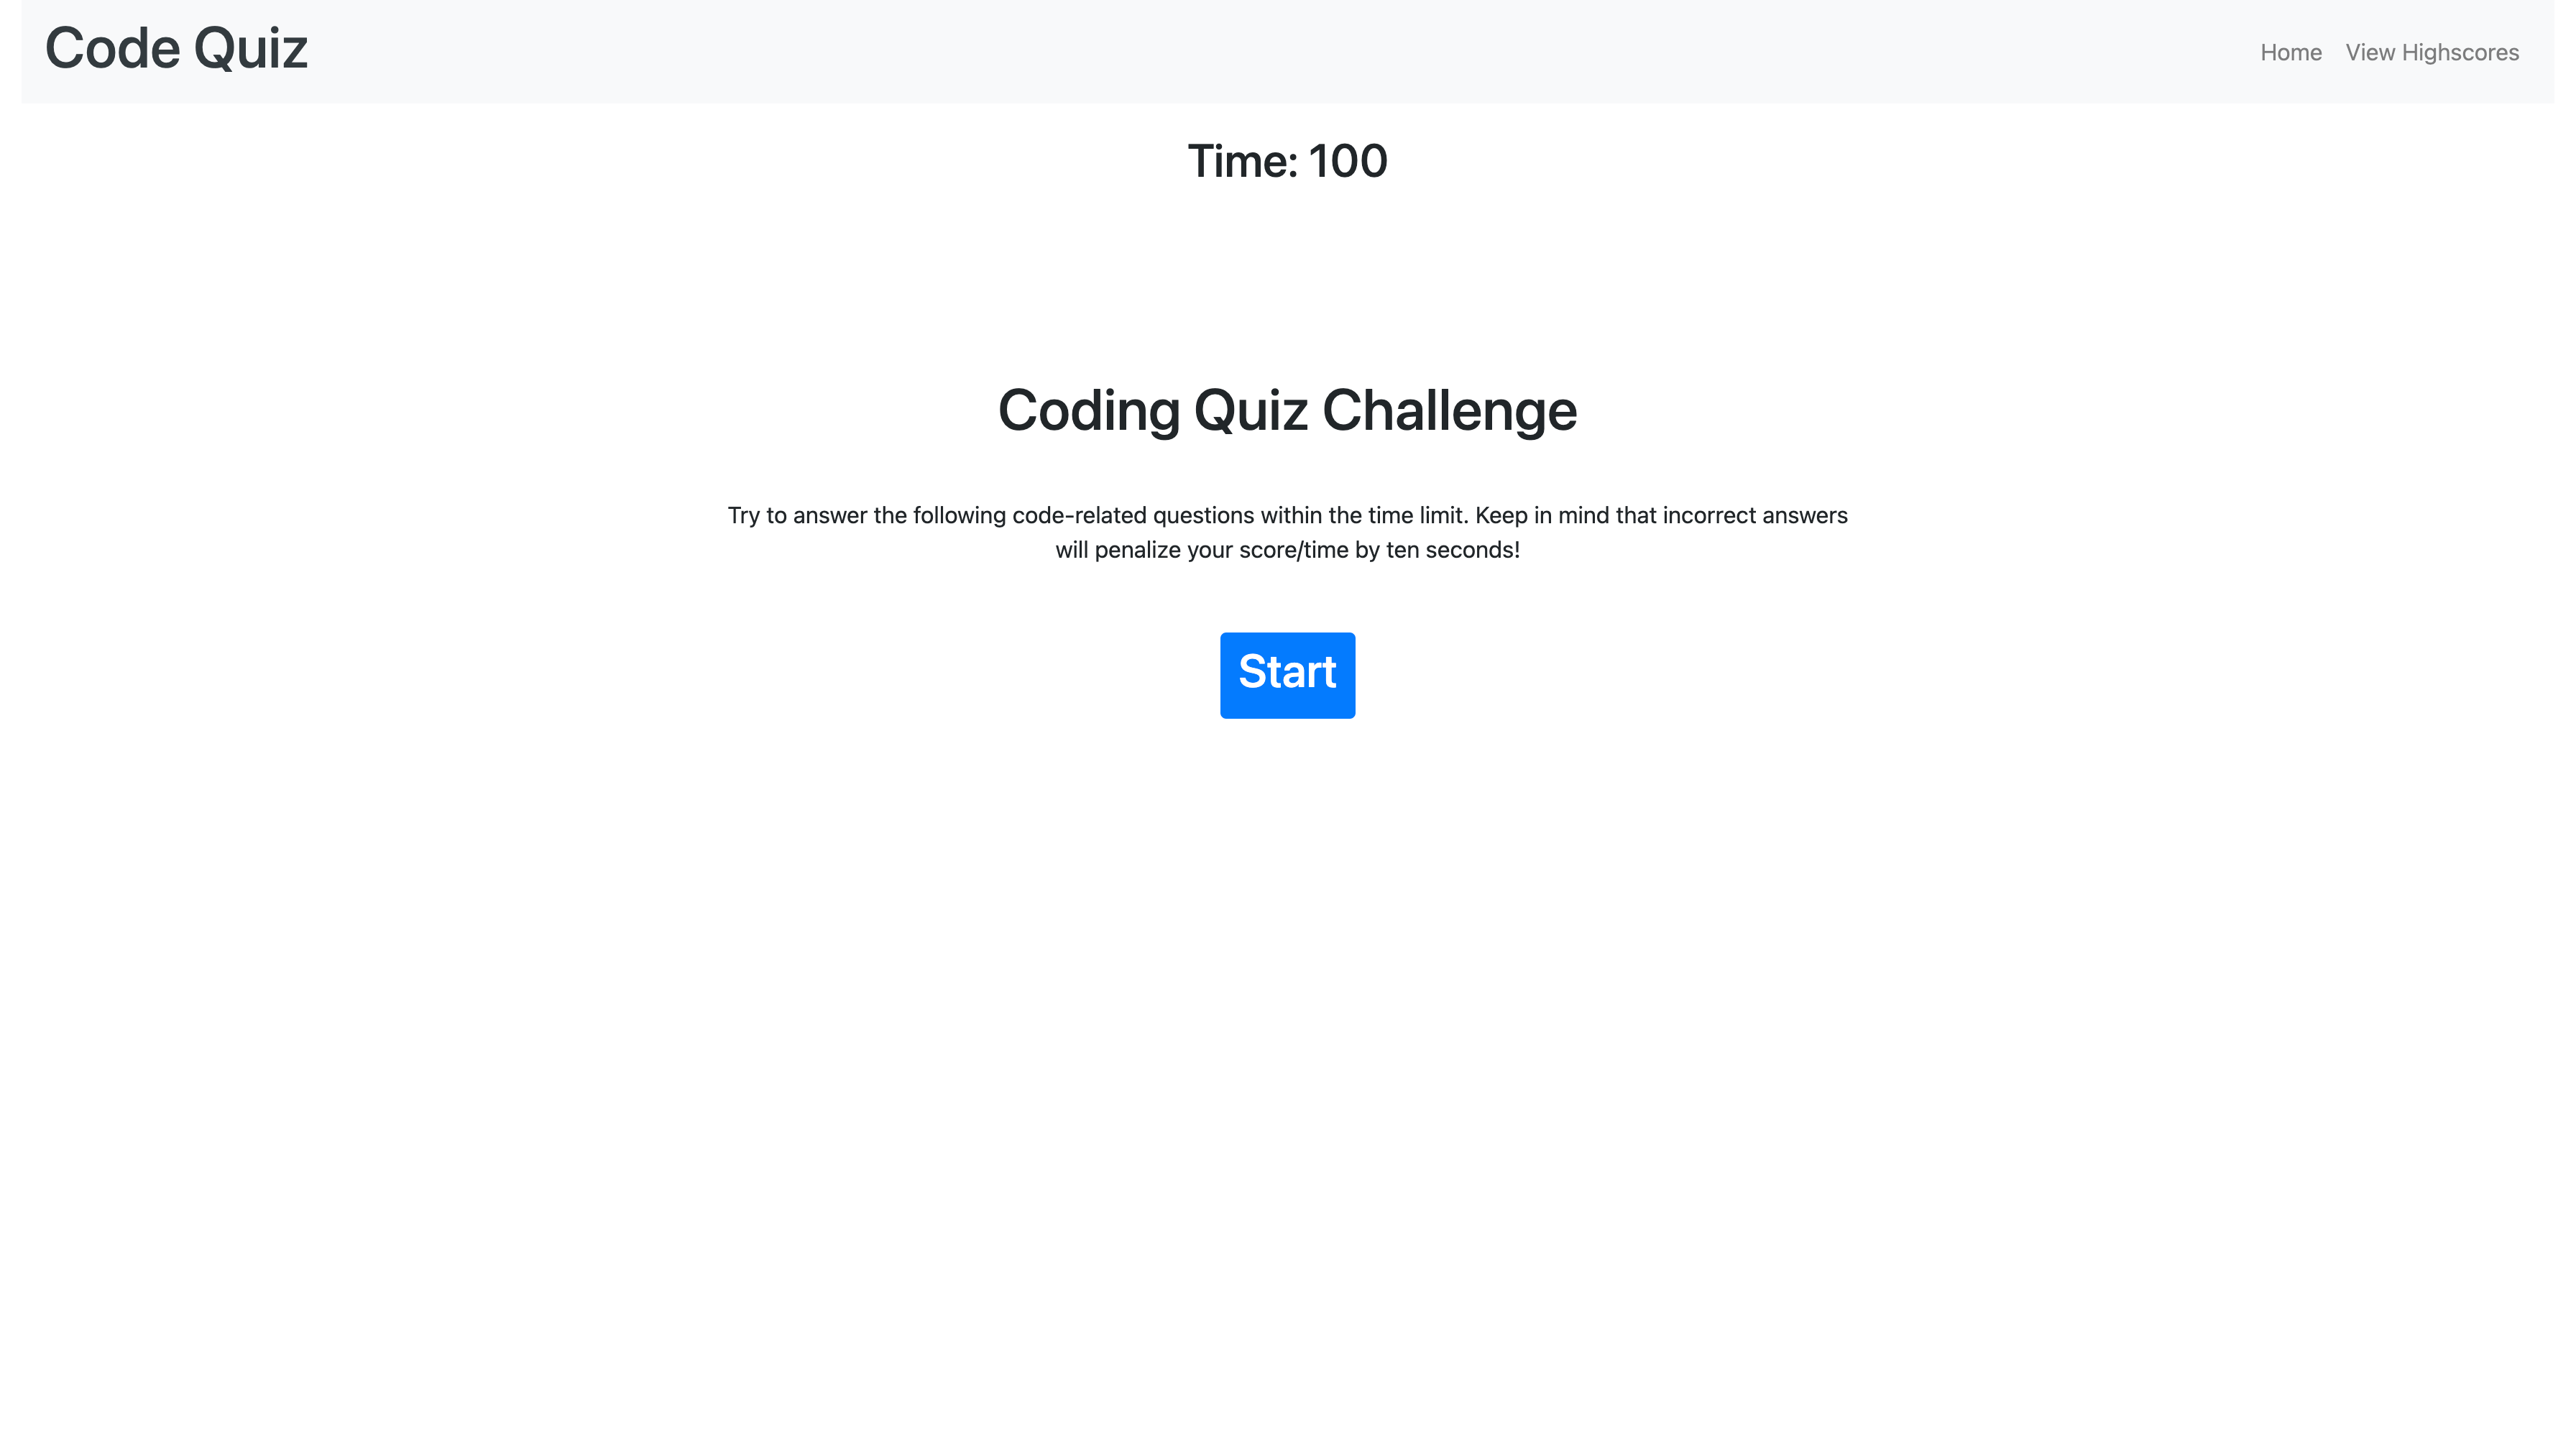 Code Quiz
Home
View Highscores
Time: 100
Coding Quiz Challenge
Try to answer the following code-related questions within the time limit. Keep in mind that incorrect answers
will penalize your score/time by ten seconds!
Start